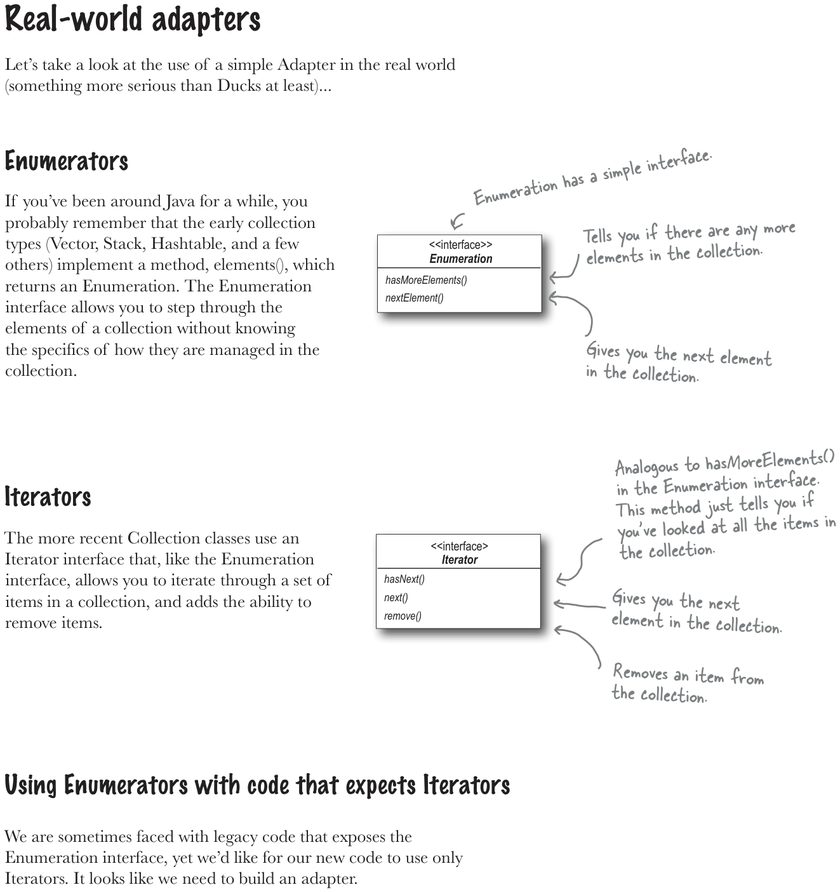 Real-world adapters
Let's take a look at the use of a simple Adapter in the real world
(something more serious than Ducks at least)...
Enumerators
If you've been around Java for a while, you
probably remember that the early collection
types (Vector, Stack, Hashtable, and a few
others) implement a method, elements(), which
returns an Enumeration. The Enumeration
interface allows you to step through the
elements of a collection without knowing
the specifics of how they are managed in the
collection.
Enumeration has a simple interface.
<<interface>>
Enumeration
hasMoreElements()
nextElement()
Tells you if there are any more
elements in the collection.
Gives you the next element
in the collection.
Iterators
The more recent Collection classes use an
Iterator interface that, like the Enumeration
interface, allows you to iterate through a set of
items in a collection, and adds the ability to
remove items.
<<interface>
Iterator
hasNext()
next()
remove()
Analogous to hasMoreElements()
in the Enumeration interface.
This method just tells you if
you've looked at all the items in
the collection.
Gives you the next
element in the collection.
Removes an item from
the collection.
Using Enumerators with code that expects Iterators
We are sometimes faced with legacy code that exposes the
Enumeration interface, yet we'd like for our new code to use only
Iterators. It looks like we need to build an adapter.